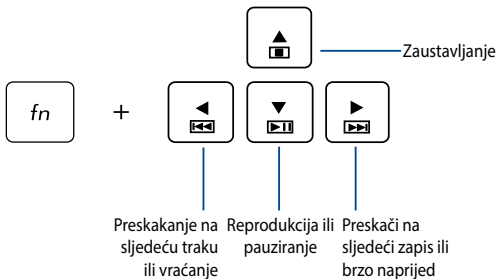 Zaustavljanje
fn +
Preskakanje na
sljedeću traku
ili vraćanje
Reprodukcija ili
pauziranje
Preskači na
sljedeći zapis ili
brzo naprijed